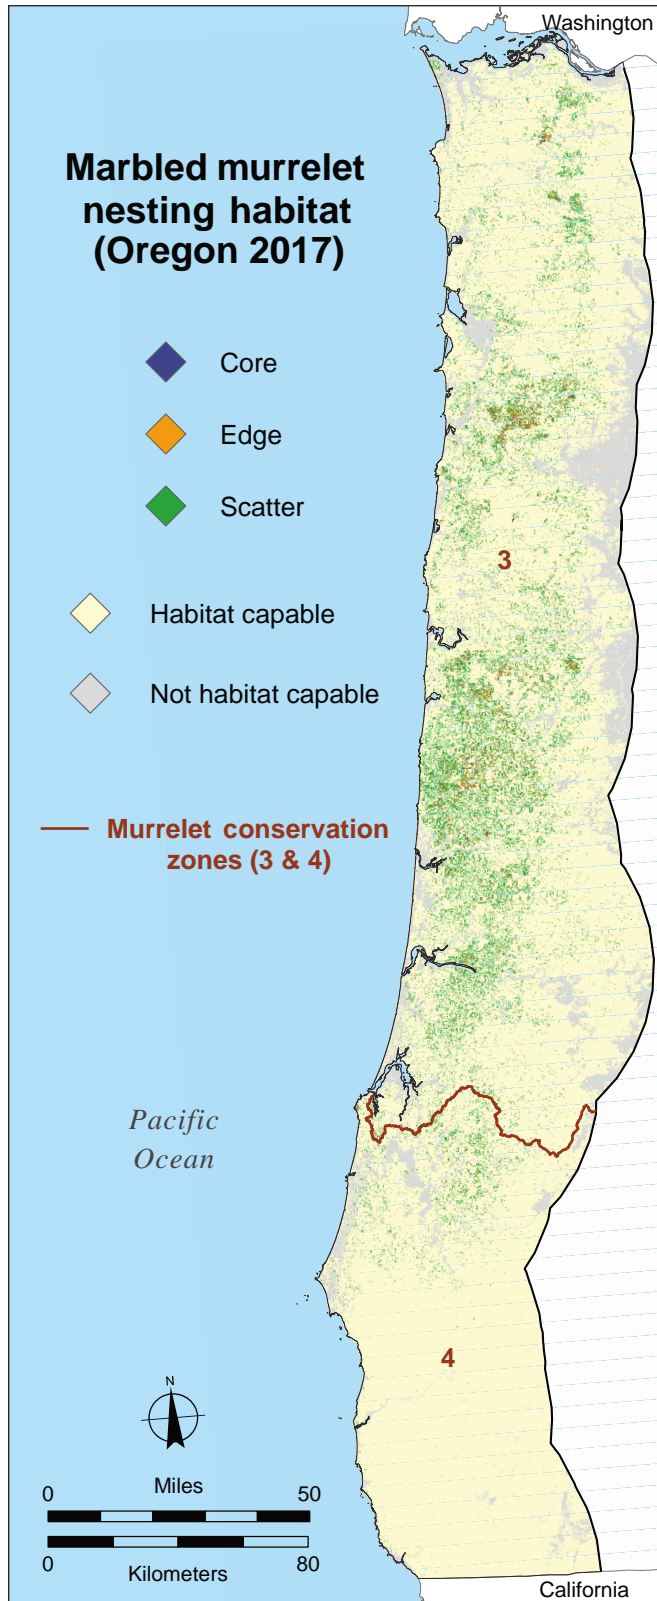 Washington
Marbled murrelet
nesting habitat
(Oregon 2017)
Core
Edge
Scatter
3
Habitat capable
Not habitat capable
Murrelet conservation
zones (3 & 4)
Pacific
Ocean
4
N
Miles
0 50
0 80
Kilometers
California